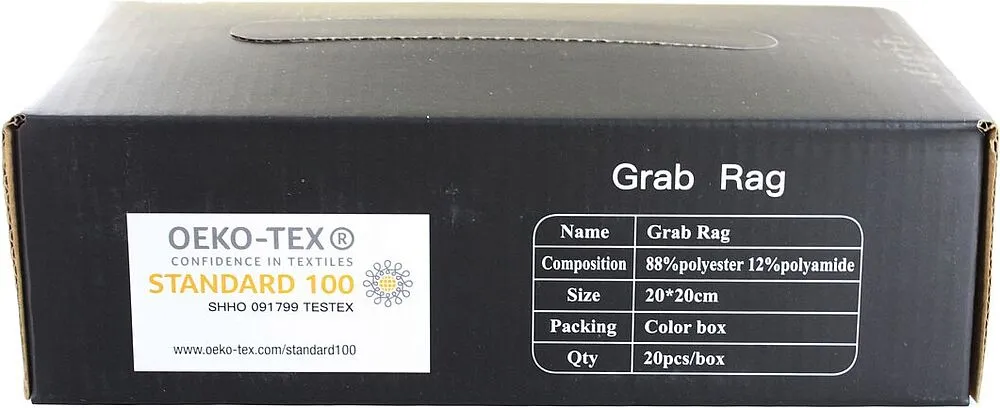 Grab Rag
OEKO-TEX®
CONFIDENCE IN TEXTILES
STANDARD 100
SHHO 091799 TESTEX
www.oeko-tex.com/standard100
Name Grab Rag
Composition 88%polyester 12%polyamide
Size 20*20cm
Packing Color box
Qty 20pcs/box